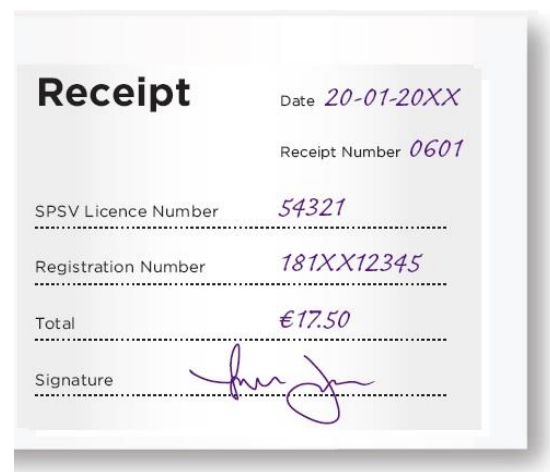 Receipt
Date 20-01-20XX
Receipt Number 0601
SPSV Licence Number 54321
Registration Number 181XX12345
Total €17.50
Signature